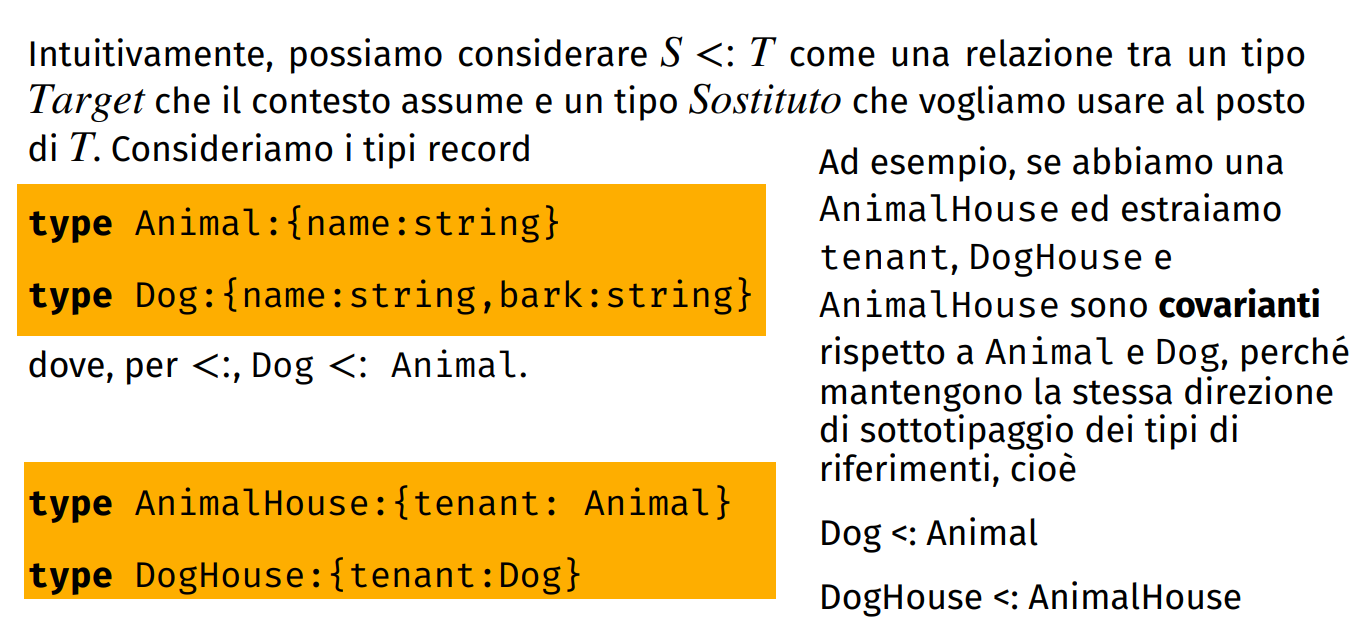 Intuitivamente, possiamo considerare S <: T come una relazione tra un tipo
Target che il contesto assume e un tipo Sostituto che vogliamo usare al posto
di T. Consideriamo i tipi record
type Animal:{name:string}
type Dog:{name:string,bark:string}
dove, per <:, Dog <: Animal.
type AnimalHouse:{tenant: Animal}
type DogHouse:{tenant:Dog}
Ad esempio, se abbiamo una
AnimalHouse ed estraiamo
tenant, DogHouse e
AnimalHouse sono covarianti
rispetto a Animal e Dog, perché
mantengono la stessa direzione
di sottotipaggio dei tipi di
riferimenti, cioè
Dog <: Animal
DogHouse <: AnimalHouse